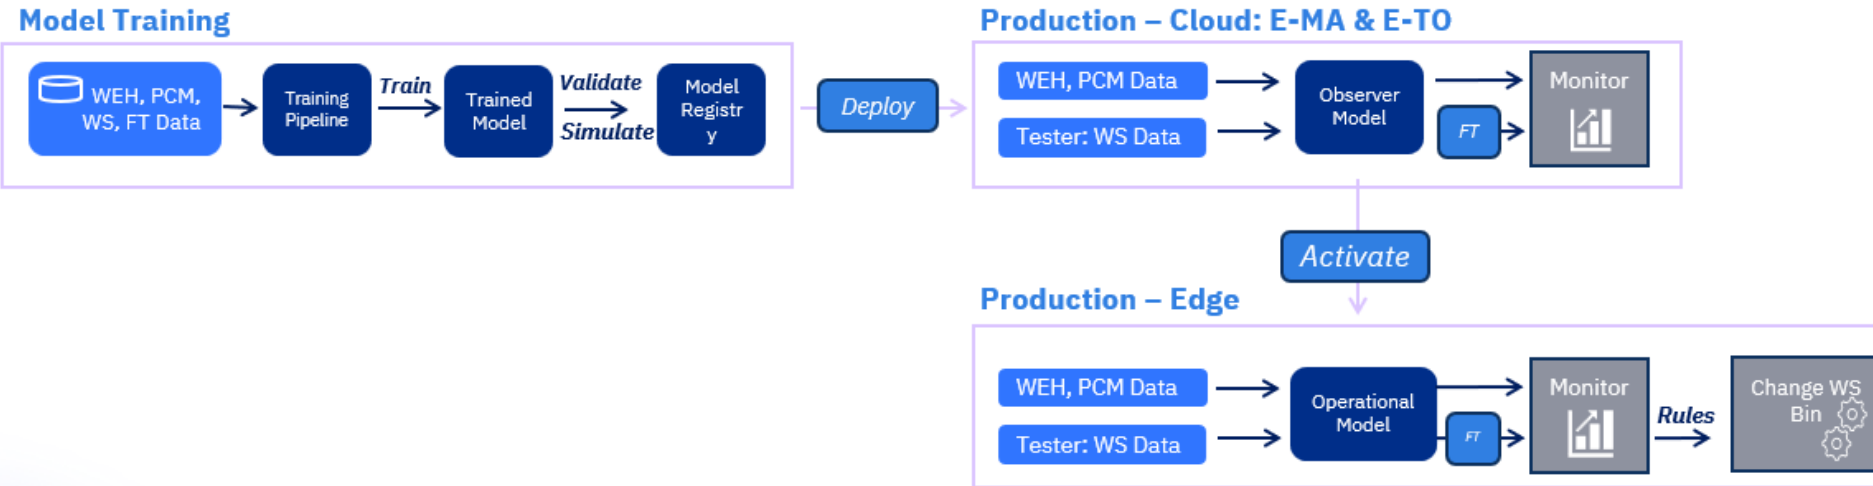 Model Training
WEH, PCM,
WS, FT Data
Training
Pipeline
Train
Trained
Model
Validate
Simulate
Model
Registr
y
Deploy
Production – Cloud: E-MA & E-TO
WEH, PCM Data
Tester: WS Data
Observer
Model
FT
Monitor
Activate
Production – Edge
WEH, PCM Data
Tester: WS Data
Operational
Model
FT
Monitor
Rules
Change WS
Bin